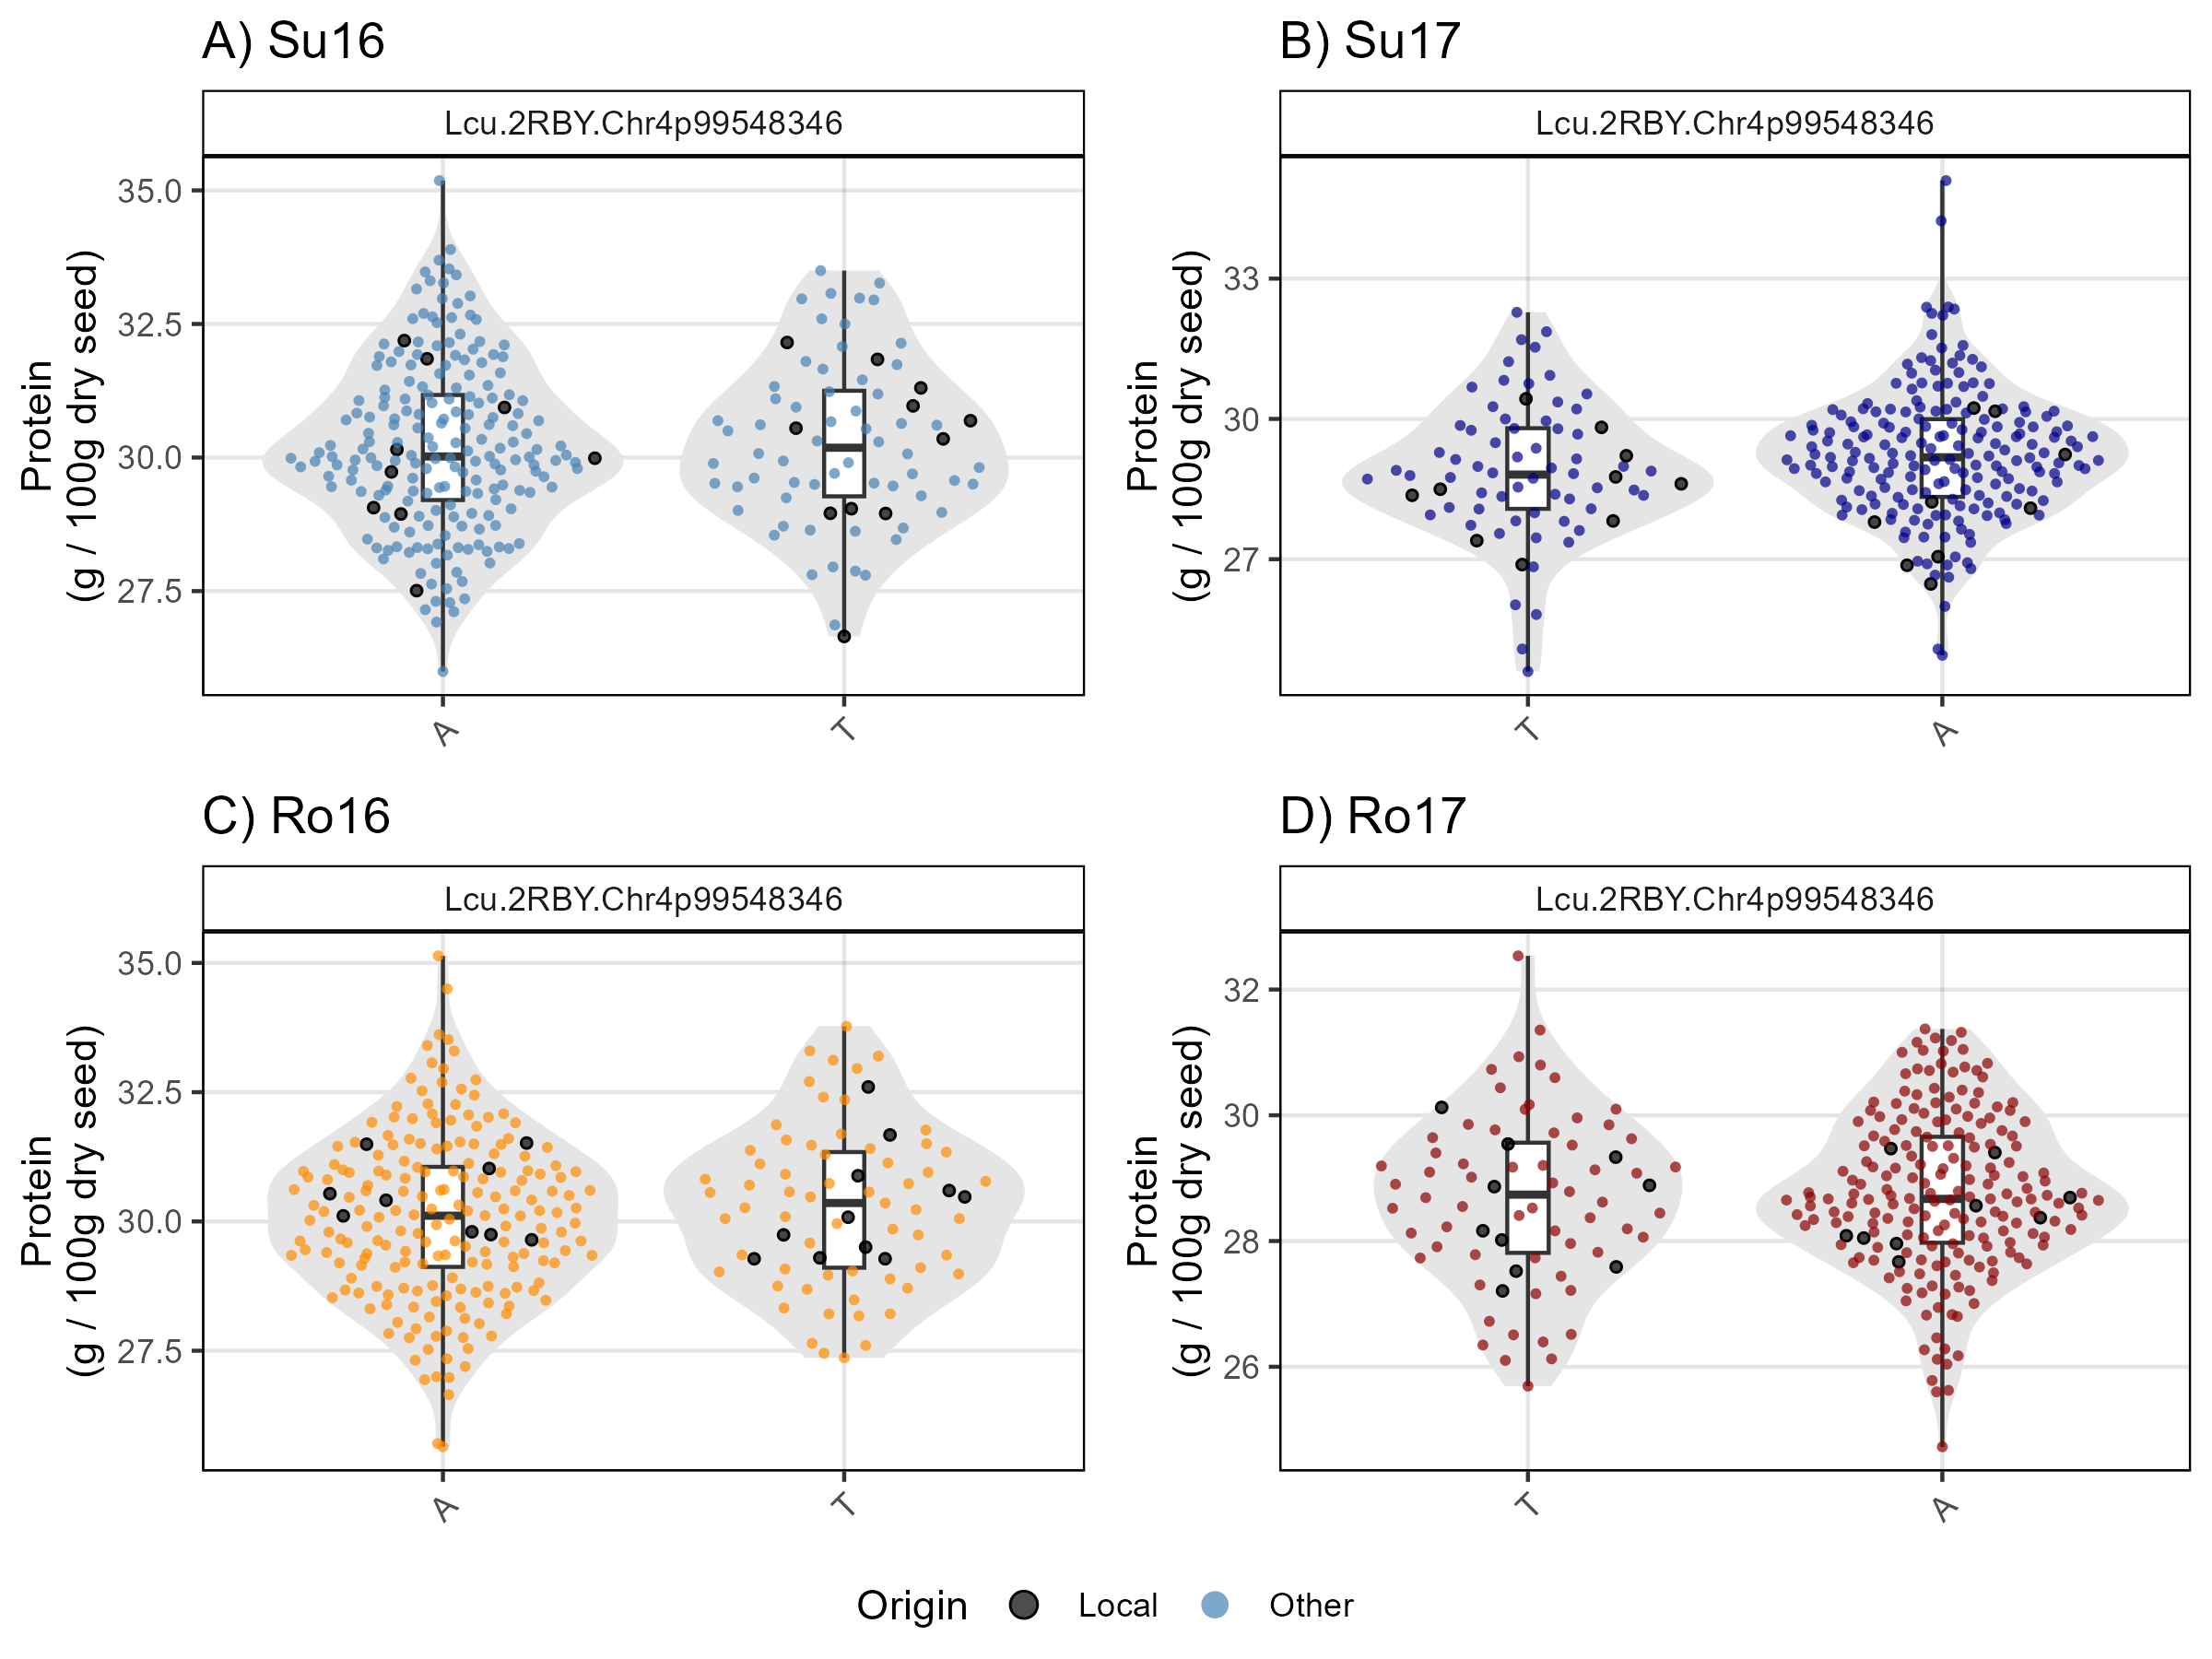 A) Su16
Lcu.2RBY.Chr4p99548346
Protein
(g / 100g dry seed)
35.0
32.5
30.0
27.5
A
T
B) Su17
Lcu.2RBY.Chr4p99548346
Protein
(g / 100g dry seed)
33
30
27
T
A
C) Ro16
Lcu.2RBY.Chr4p99548346
Protein
(g / 100g dry seed)
35.0
32.5
30.0
27.5
A
T
D) Ro17
Lcu.2RBY.Chr4p99548346
Protein
(g / 100g dry seed)
32
30
28
26
T
A
Origin Local Other